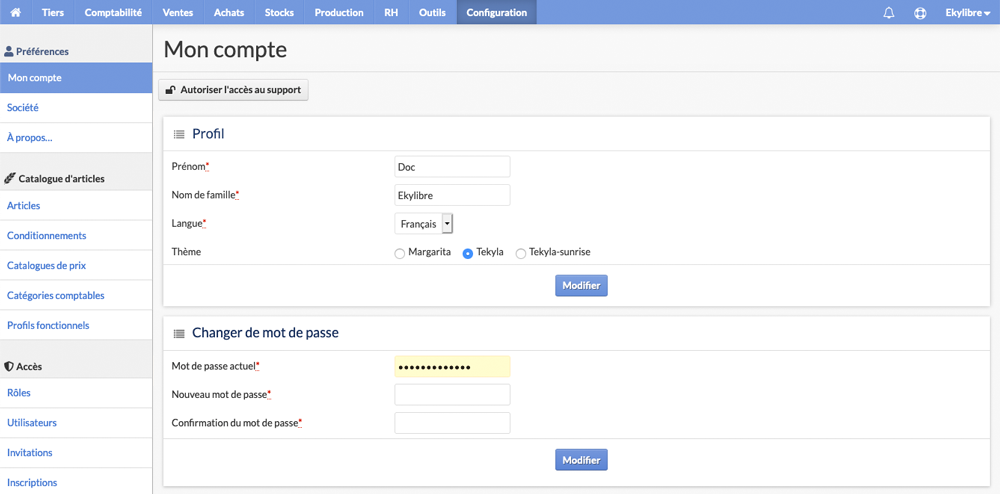 Tiers Comptabilité Ventes Achats Stocks Production RH Outils Configuration Ekylibre
Préférences
Mon compte
Société
À propos...
Catalogue d'articles
Articles
Conditionnements
Catalogues de prix
Catégories comptables
Profils fonctionnels
Accès
Rôles
Utilisateurs
Invitations
Inscriptions
Mon compte
Autoriser l'accès au support
Profil
Prénom* Doc
Nom de famille* Ekylibre
Langue* Français
Thème Margarita Tekyla Tekyla-sunrise
Modifier
Changer de mot de passe
Mot de passe actuel* •••••••••••••
Nouveau mot de passe*
Confirmation du mot de passe*
Modifier